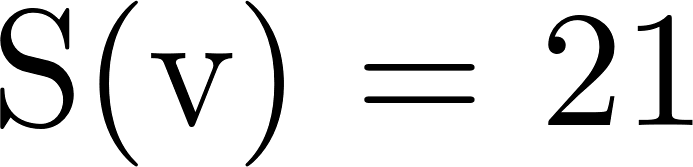 S(v) = 21